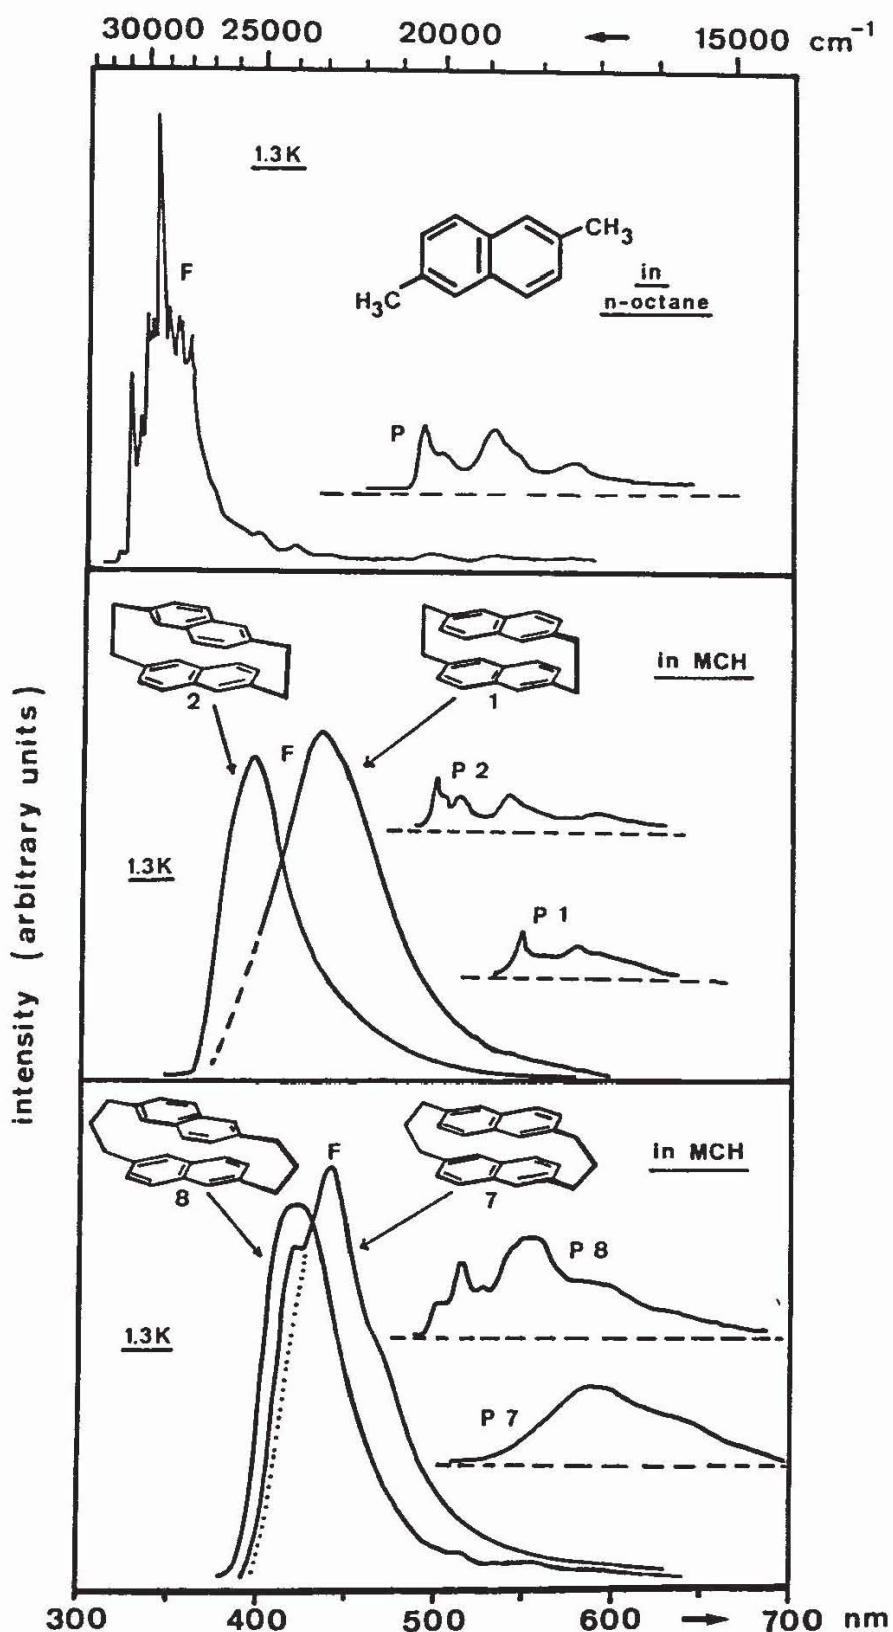 30000 25000 20000 ← 15000 cm⁻¹
1.3K
F
CH₃
H₃C
in
n-octane
P
2
1
in MCH
F
P 2
1.3K
P 1
intensity (arbitrary units)
F
in MCH
8
7
P 8
1.3K
P 7
300 400 500 600 → 700 nm